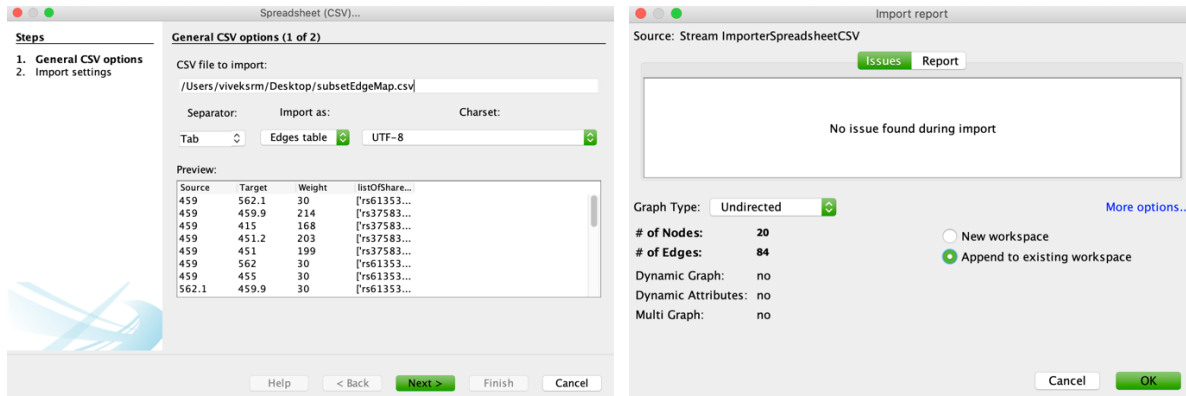 Spreadsheet (CSV)...
Steps
1. General CSV options
2. Import settings
General CSV options (1 of 2)
CSV file to import:
/Users/viveksrm/Desktop/subsetEdgeMap.csv
Separator: Import as: Charset:
Tab Edges table UTF-8
Preview:
Source Target Weight listOfShare...
459 562.1 30 ['rs61353...
459 459.9 214 ['rs37583...
459 415 168 ['rs37583...
459 451.2 203 ['rs37583...
459 451 199 ['rs37583...
459 562 30 ['rs61353...
459 455 30 ['rs61353...
562.1 459.9 30 ['rs61353...
Help < Back Next > Finish Cancel
Import report
Source: Stream ImporterSpreadsheetCSV
Issues Report
No issue found during import
Graph Type: Undirected More options..
# of Nodes: 20
# of Edges: 84
Dynamic Graph: no
Dynamic Attributes: no
Multi Graph: no
New workspace
Append to existing workspace
Cancel OK